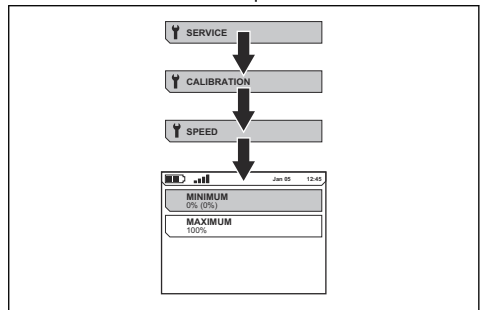 SERVICE
CALIBRATION
SPEED
Jan 05 12:45
MINIMUM
0% (0%)
MAXIMUM
100%